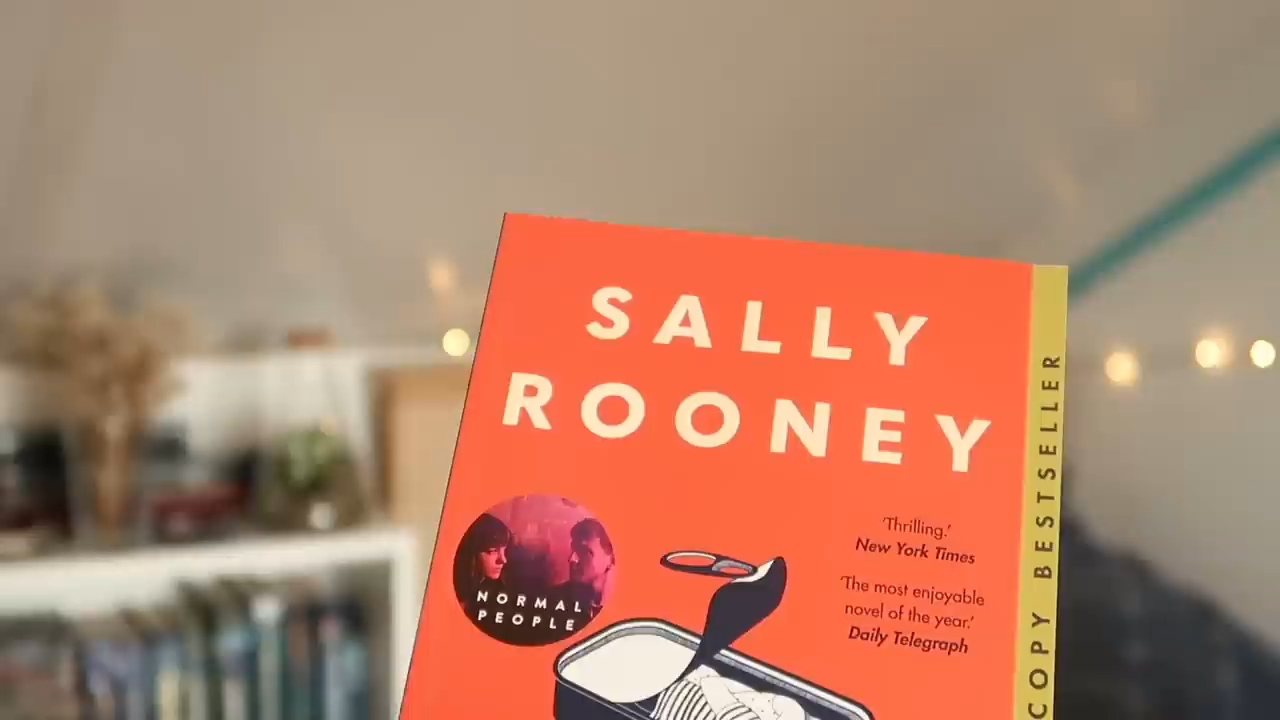 SALLY
ROONEY
NORMAL
PEOPLE
‘Thrilling.’
New York Times
‘The most enjoyable
novel of the year.’
Daily Telegraph
COPY BESTSELLER